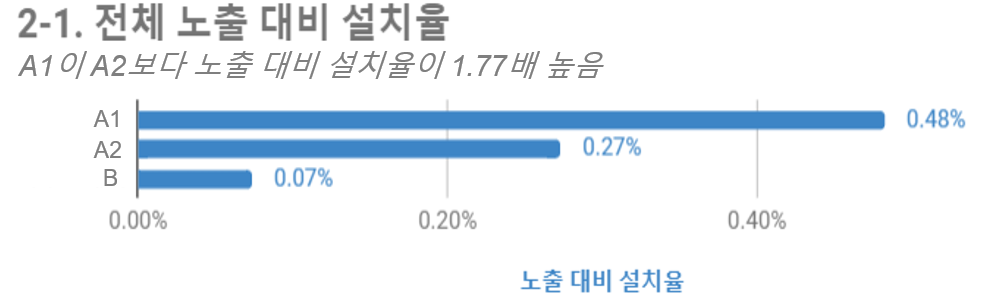 2-1. 전체 노출 대비 설치율
A1이 A2보다 노출 대비 설치율이 1.77배 높음
A1 0.48%
A2 0.27%
B 0.07%
0.00% 0.20% 0.40%
노출 대비 설치율